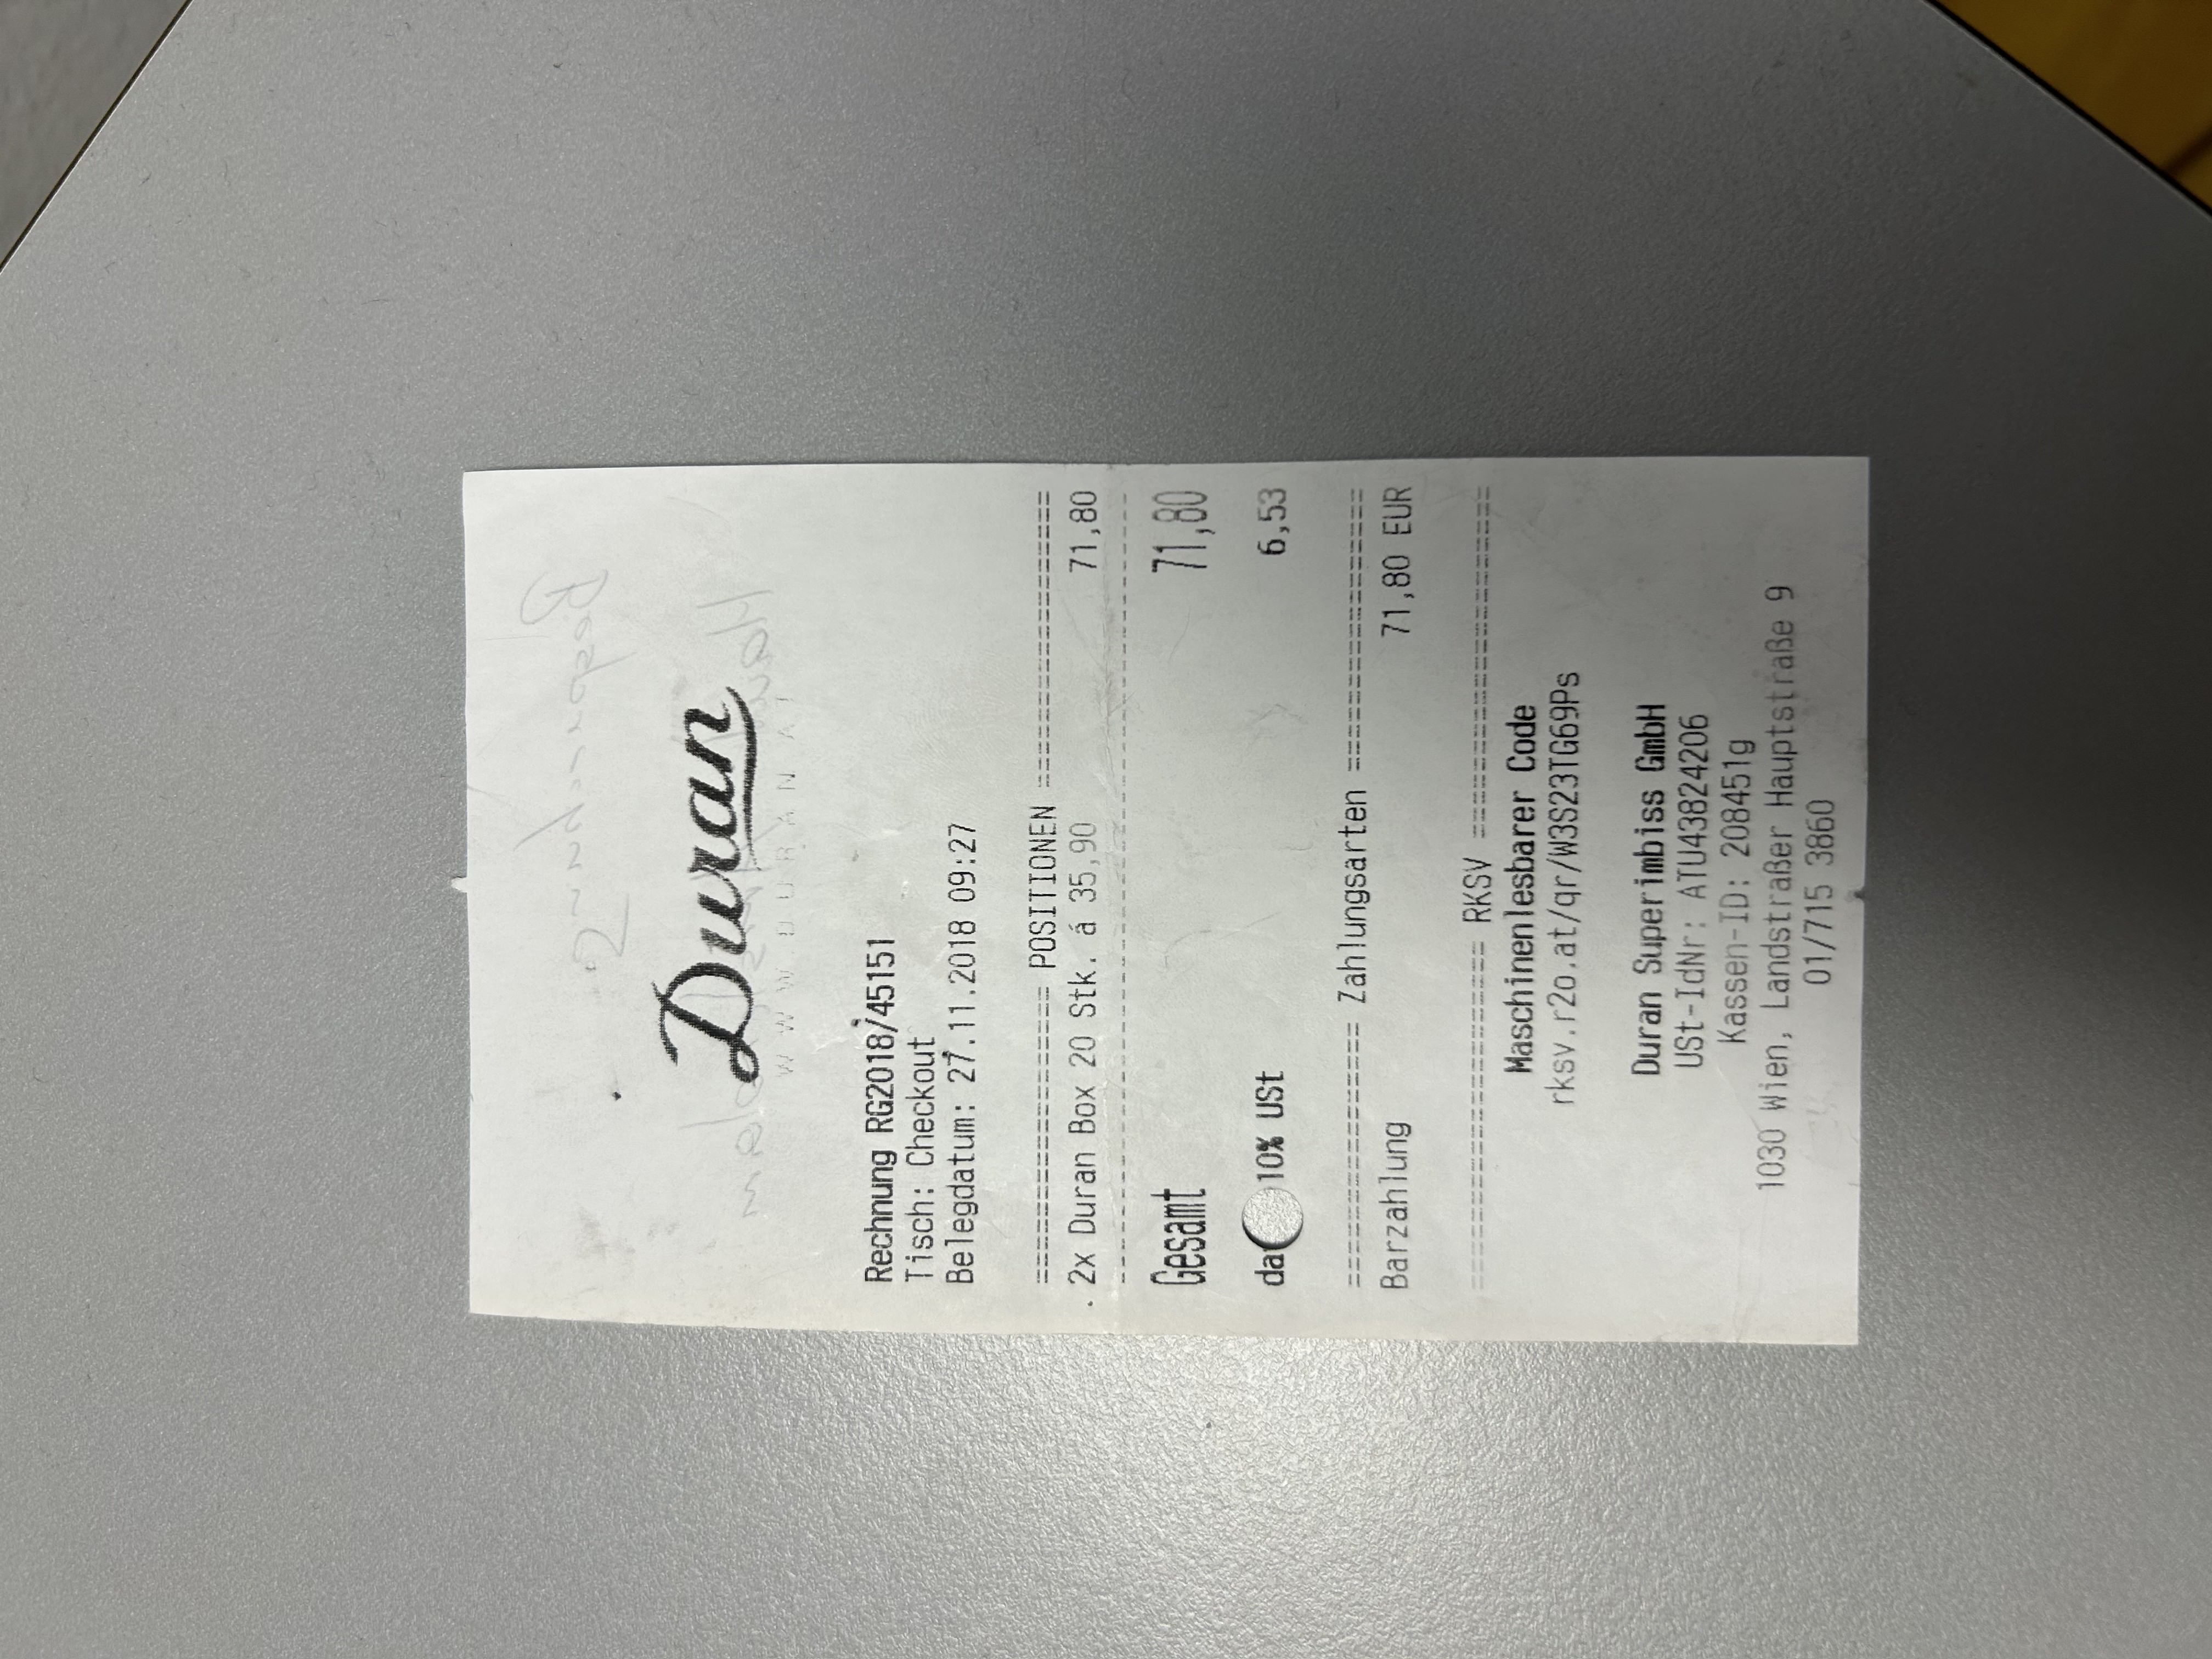 Duran
WWW.DURAN.AT
Rechnung RG2018/45151
Tisch: Checkout
Belegdatum: 27.11.2018 09:27
================== POSITIONEN ==================
2x Duran Box 20 Stk. á 35,90 71,80
Gesamt 71,80
10% USt 6,53
================ Zahlungsarten =================
Barzahlung 71,80 EUR
===================== RKSV =====================
Maschinenlesbarer Code
rksv.r2o.at/qr/W3S23TG69Ps
Duran Superimbiss GmbH
USt-IdNr: ATU43824206
Kassen-ID: 208451g
1030 Wien, Landstraßer Hauptstraße 9
01/715 3860